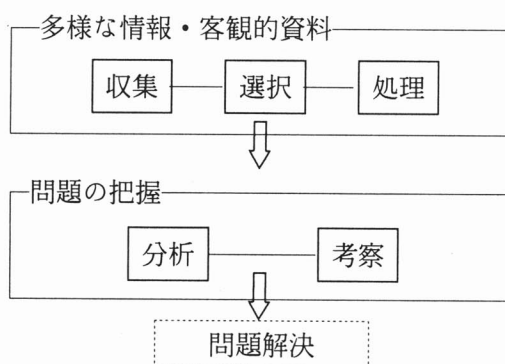 多様な情報・客観的資料
収集 選択 処理
問題の把握
分析 考察
問題解決